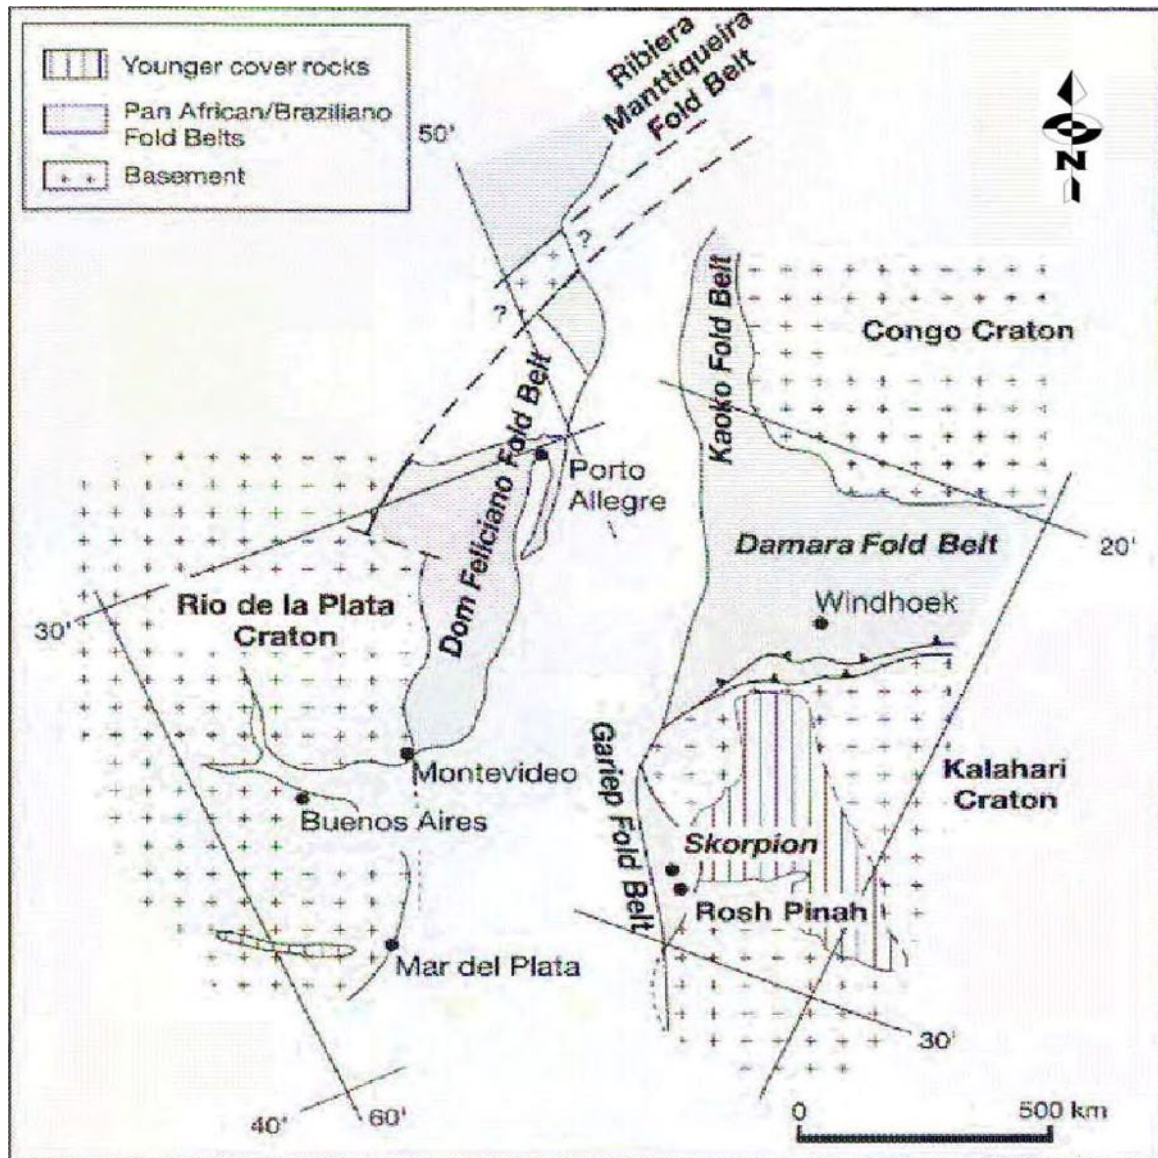 Younger cover rocks
Pan African/Braziliano
Fold Belts
Basement
Ribiera
Manttiqueira
Fold Belt
50'
N
?
?
Kaoko Fold Belt
Congo Craton
Dom Feliciano Fold Belt
Porto
Allegre
Damara Fold Belt
20'
Windhoek
Rio de la Plata
Craton
30'
Gariep Fold Belt
Montevideo
Buenos Aires
Kalahari
Craton
Skorpion
Rosh Pinah
Mar del Plata
30'
40'
60'
0
500 km